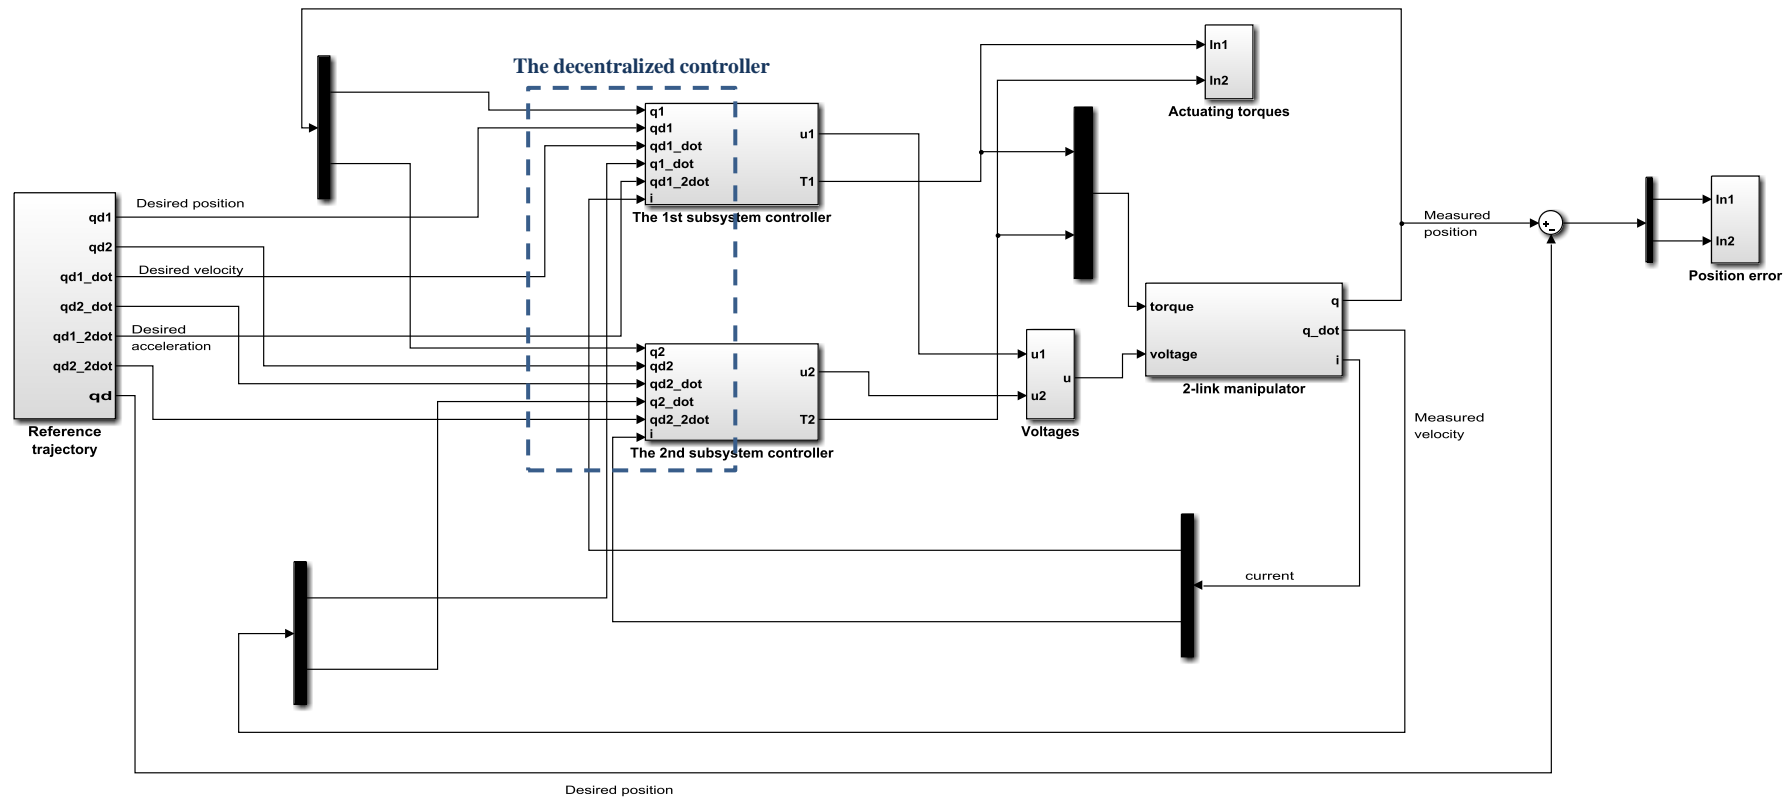 The decentralized controller
In1
In2
Actuating torques
q1
qd1
qd1_dot
q1_dot
qd1_2dot
i
u1
T1
The 1st subsystem controller
Desired position
qd1
qd2
qd1_dot
qd2_dot
qd1_2dot
qd2_2dot
qd
Reference
trajectory
Desired velocity
Desired
acceleration
q2
qd2
qd2_dot
q2_dot
qd2_2dot
i
u2
T2
The 2nd subsystem controller
u1
u2
u
Voltages
torque
voltage
q
q_dot
i
2-link manipulator
Measured
position
+
−
In1
In2
Position error
Measured
velocity
current
Desired position